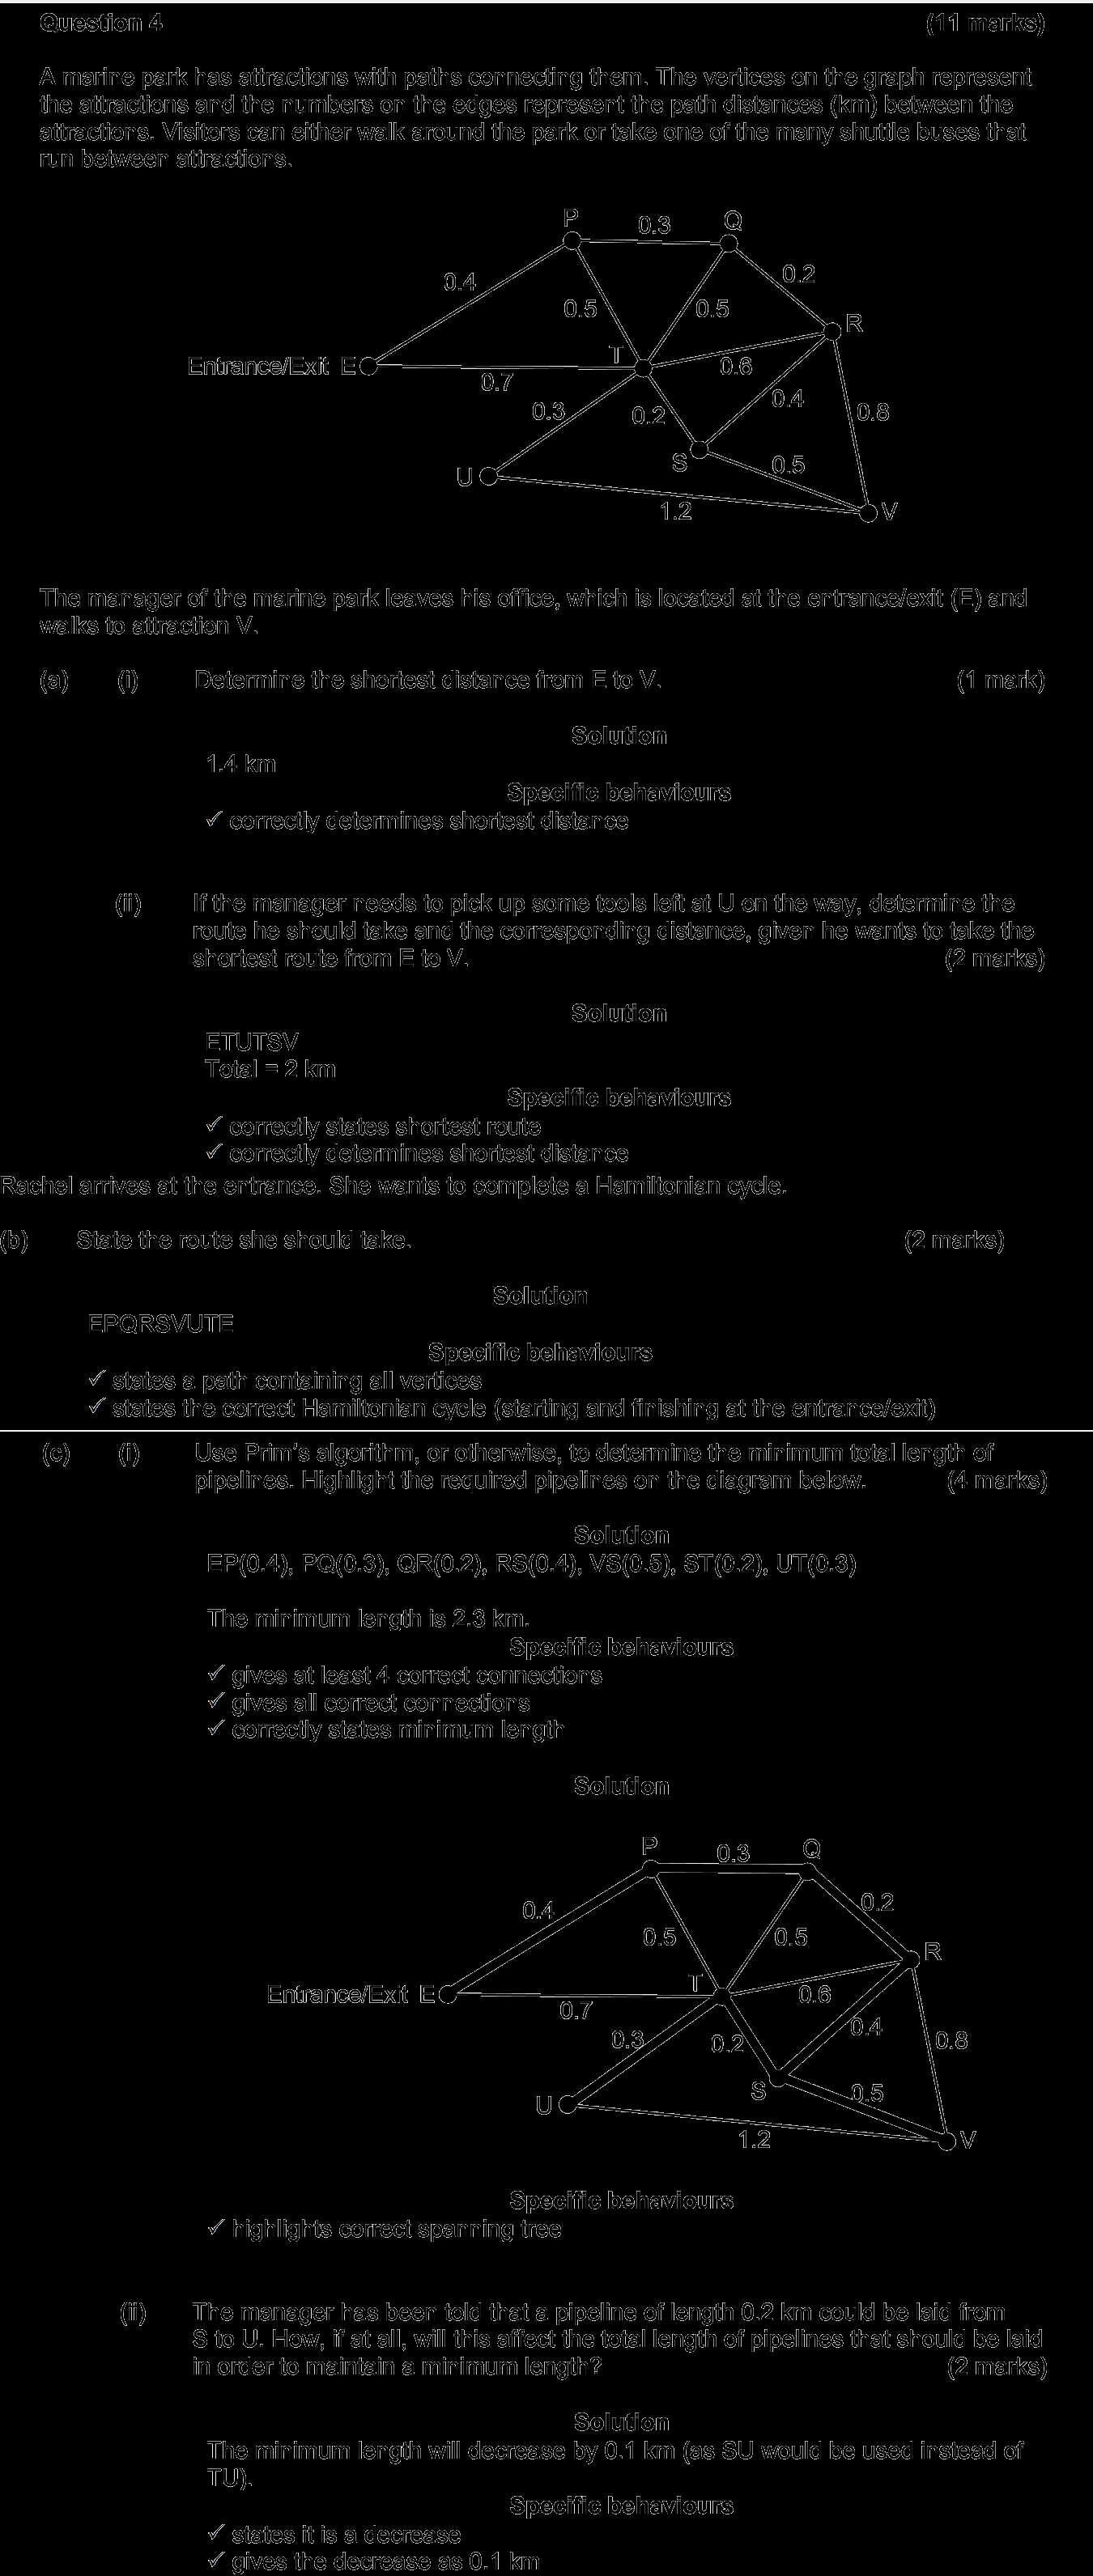 Question 4 (11 marks)
A marine park has attractions with paths connecting them. The vertices on the graph represent
the attractions and the numbers on the edges represent the path distances (km) between the
attractions. Visitors can either walk around the park or take one of the many shuttle buses that
run between attractions.
P 0.3 Q
0.4 0.2
0.5 0.5 R
Entrance/Exit E T 0.6
0.7 0.4
0.3 0.2 0.8
U S 0.5
1.2 V
The manager of the marine park leaves his office, which is located at the entrance/exit (E) and
walks to attraction V.
(a) (i) Determine the shortest distance from E to V. (1 mark)
Solution
1.4 km
Specific behaviours
✓ correctly determines shortest distance
(ii) If the manager needs to pick up some tools left at U on the way, determine the
route he should take and the corresponding distance, given he wants to take the
shortest route from E to V. (2 marks)
Solution
ETUTSV
Total = 2 km
Specific behaviours
✓ correctly states shortest route
✓ correctly determines shortest distance
Rachel arrives at the entrance. She wants to complete a Hamiltonian cycle.
(b) State the route she should take. (2 marks)
Solution
EPQRSVUTE
Specific behaviours
✓ states a path containing all vertices
✓ states the correct Hamiltonian cycle (starting and finishing at the entrance/exit)
(c) (i) Use Prim's algorithm, or otherwise, to determine the minimum total length of
pipelines. Highlight the required pipelines on the diagram below. (4 marks)
Solution
EP(0.4), PQ(0.3), QR(0.2), RS(0.4), VS(0.5), ST(0.2), UT(0.3)
The minimum length is 2.3 km.
Specific behaviours
✓ gives at least 4 correct connections
✓ gives all correct connections
✓ correctly states minimum length
Solution
P 0.3 Q
0.4 0.2
0.5 0.5 R
Entrance/Exit E T 0.6
0.7 0.4
0.3 0.2 0.8
U S 0.5
1.2 V
Specific behaviours
✓ highlights correct spanning tree
(ii) The manager has been told that a pipeline of length 0.2 km could be laid from
S to U. How, if at all, will this affect the total length of pipelines that should be laid
in order to maintain a minimum length? (2 marks)
Solution
The minimum length will decrease by 0.1 km (as SU would be used instead of
TU).
Specific behaviours
✓ states it is a decrease
✓ gives the decrease as 0.1 km